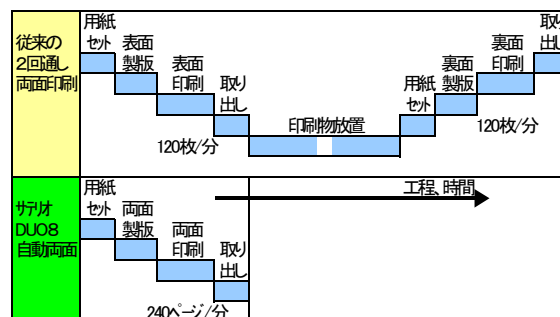 従来の
2回通し
両面印刷
用紙
セット
表面
製版
表面
印刷
取り
出し
120枚/分
印刷物放置
用紙
セット
裏面
製版
裏面
印刷
取り
出し
120枚/分
サテリオ
DUO8
自動両面
用紙
セット
両面
製版
両面
印刷
取り
出し
240ページ/分
工程、時間